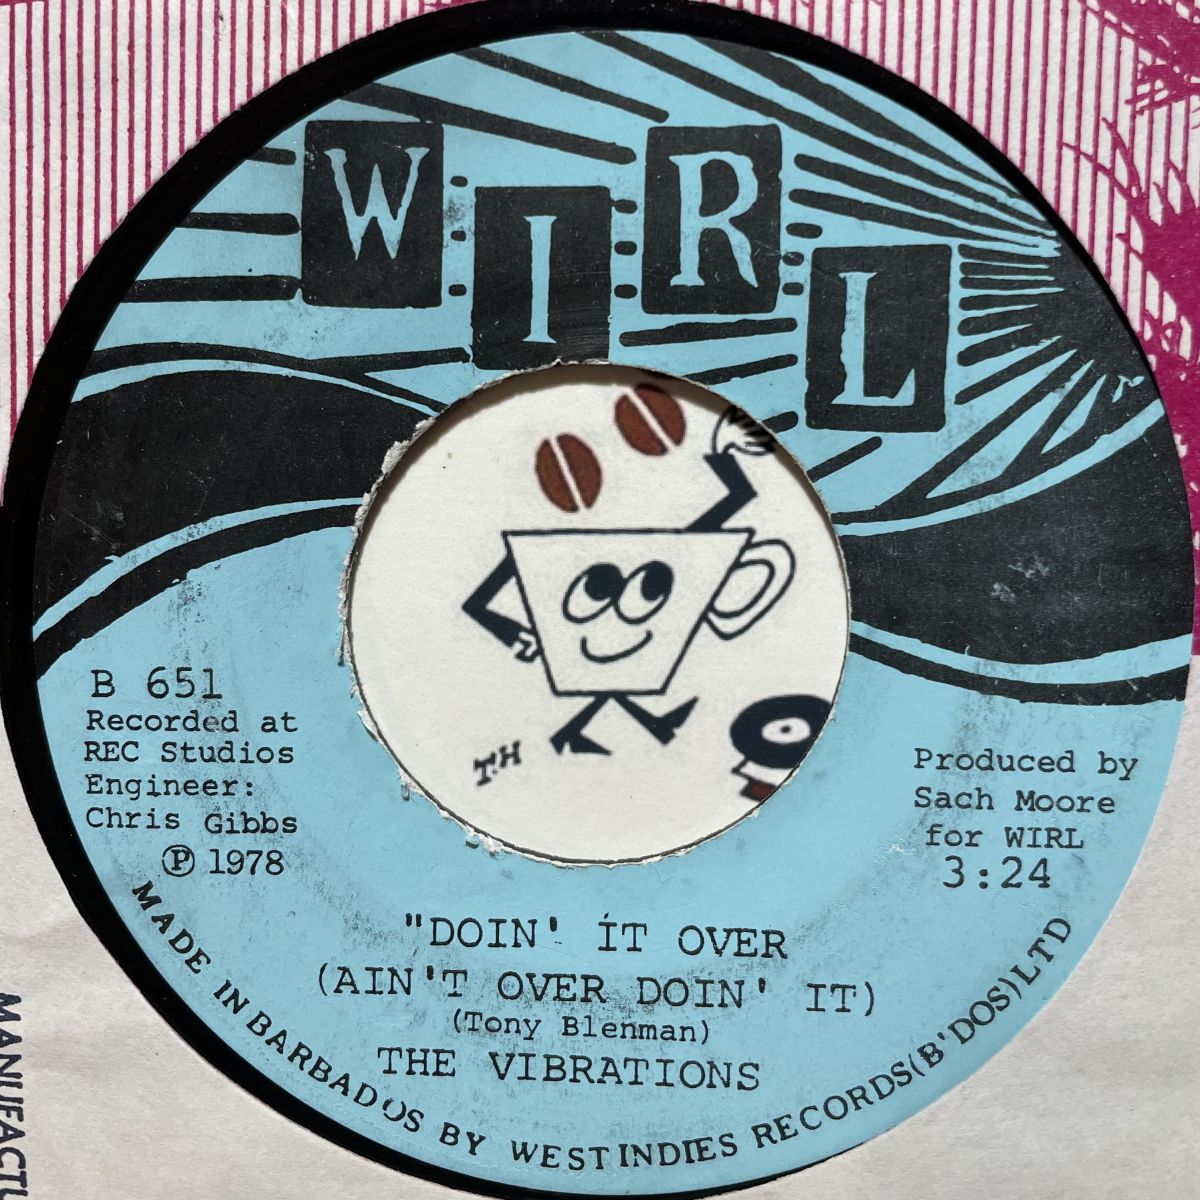 WIRL
B 651
Recorded at
REC Studios
Engineer:
Chris Gibbs
℗ 1978
Produced by
Sach Moore
for WIRL
3:24
T.H
"DOIN' IT OVER
(AIN'T OVER DOIN' IT)
(Tony Blenman)
THE VIBRATIONS
MADE IN BARBADOS BY WEST INDIES RECORDS (B'DOS) LTD